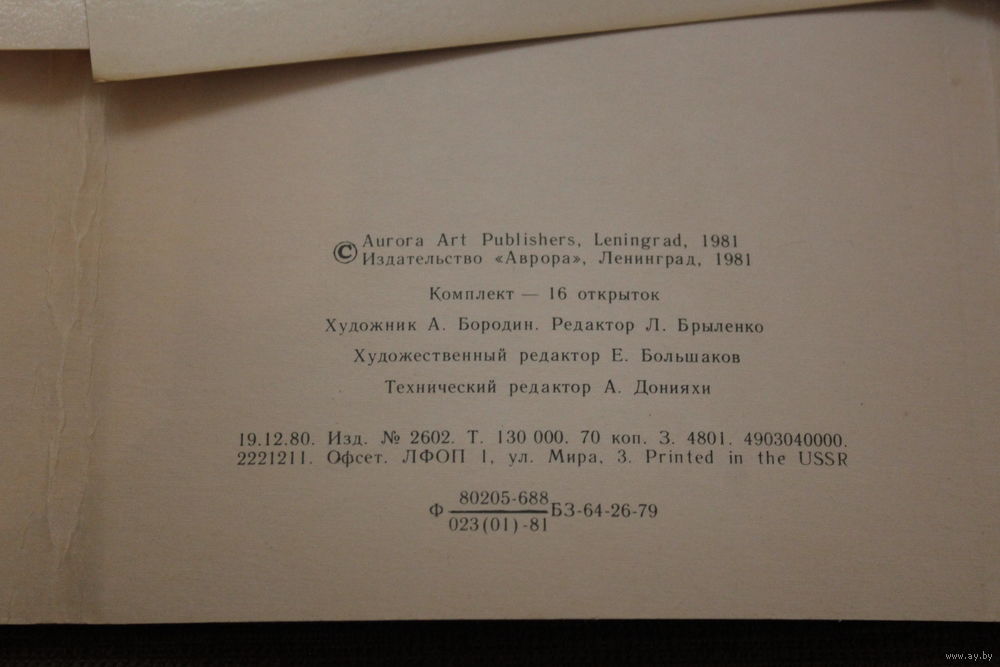 © Aurora Art Publishers, Leningrad, 1981
Издательство «Аврора», Ленинград, 1981
Комплект — 16 открыток
Художник А. Бородин. Редактор Л. Брыленко
Художественный редактор Е. Большаков
Технический редактор А. Донияхи
19.12.80. Изд. № 2602. Т. 130 000. 70 коп. З. 4801. 4903040000.
2221211. Офсет. ЛФОП 1, ул. Мира, 3. Printed in the USSR
80205-688
Ф БЗ-64-26-79
023(01)-81
www.ay.by